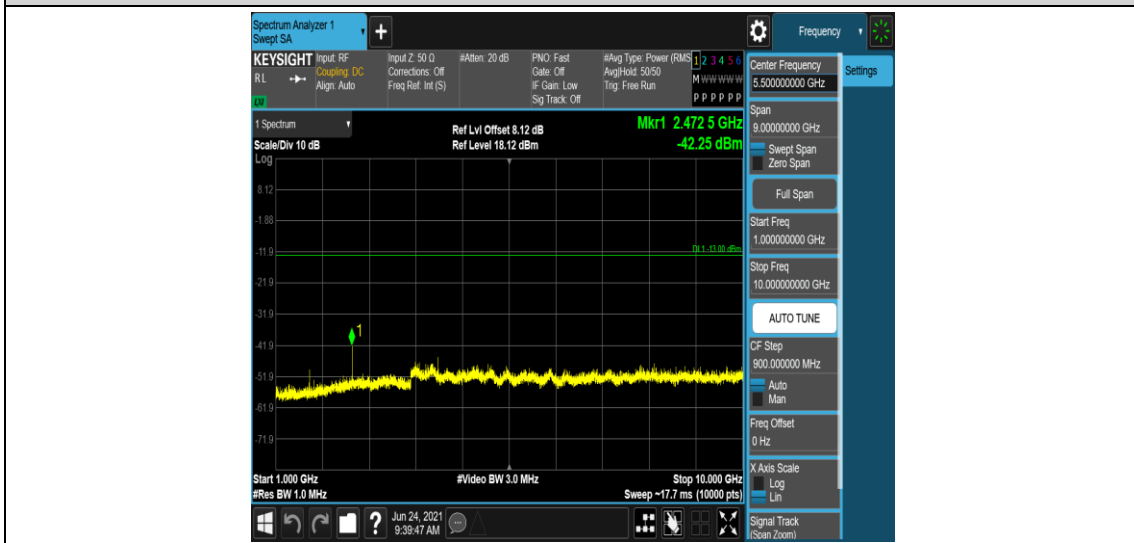 Spectrum Analyzer 1
Swept SA
+
Frequency
KEYSIGHT
RL
LXI
Input: RF
Coupling: DC
Align: Auto
Input Z: 50 Ω
Corrections: Off
Freq Ref: Int (S)
#Atten: 20 dB
PNO: Fast
Gate: Off
IF Gain: Low
Sig Track: Off
#Avg Type: Power (RMS
Avg|Hold: 50/50
Trig: Free Run
1 2 3 4 5 6
M W W W W W
P P P P P P
1 Spectrum
Scale/Div 10 dB
Ref Lvl Offset 8.12 dB
Ref Level 18.12 dBm
Mkr1 2.472 5 GHz
-42.25 dBm
Log
8.12
-1.88
-11.9
-21.9
-31.9
-41.9
-51.9
-61.9
-71.9
DL1 -13.00 dBm
1
Start 1.000 GHz
#Res BW 1.0 MHz
#Video BW 3.0 MHz
Stop 10.000 GHz
Sweep ~17.7 ms (10000 pts)
?
Jun 24, 2021
9:39:47 AM
Center Frequency
5.500000000 GHz
Settings
Span
9.00000000 GHz
Swept Span
Zero Span
Full Span
Start Freq
1.000000000 GHz
Stop Freq
10.000000000 GHz
AUTO TUNE
CF Step
900.000000 MHz
Auto
Man
Freq Offset
0 Hz
X Axis Scale
Log
Lin
Signal Track
(Span Zoom)